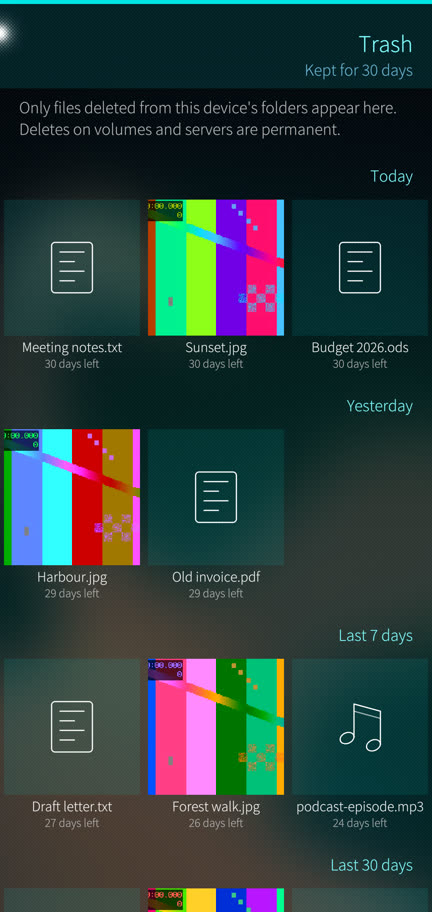 Trash
Kept for 30 days
Only files deleted from this device's folders appear here.
Deletes on volumes and servers are permanent.
Today
Meeting notes.txt
30 days left
Sunset.jpg
30 days left
Budget 2026.ods
30 days left
Yesterday
Harbour.jpg
29 days left
Old invoice.pdf
29 days left
Last 7 days
Draft letter.txt
27 days left
Forest walk.jpg
26 days left
podcast-episode.mp3
24 days left
Last 30 days